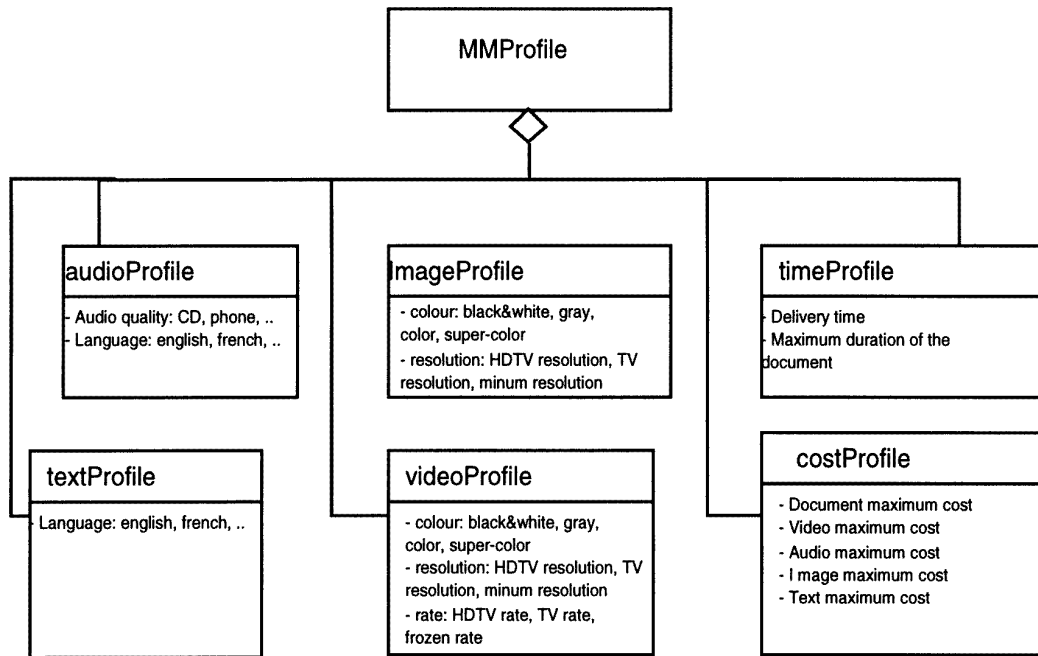 MMProfile
audioProfile
- Audio quality: CD, phone, ..
- Language: english, french, ..
ImageProfile
- colour: black&white, gray,
color, super-color
- resolution: HDTV resolution, TV
resolution, minum resolution
timeProfile
- Delivery time
- Maximum duration of the
document
textProfile
- Language: english, french, ..
videoProfile
- colour: black&white, gray,
color, super-color
- resolution: HDTV resolution, TV
resolution, minum resolution
- rate: HDTV rate, TV rate,
frozen rate
costProfile
- Document maximum cost
- Video maximum cost
- Audio maximum cost
- I mage maximum cost
- Text maximum cost